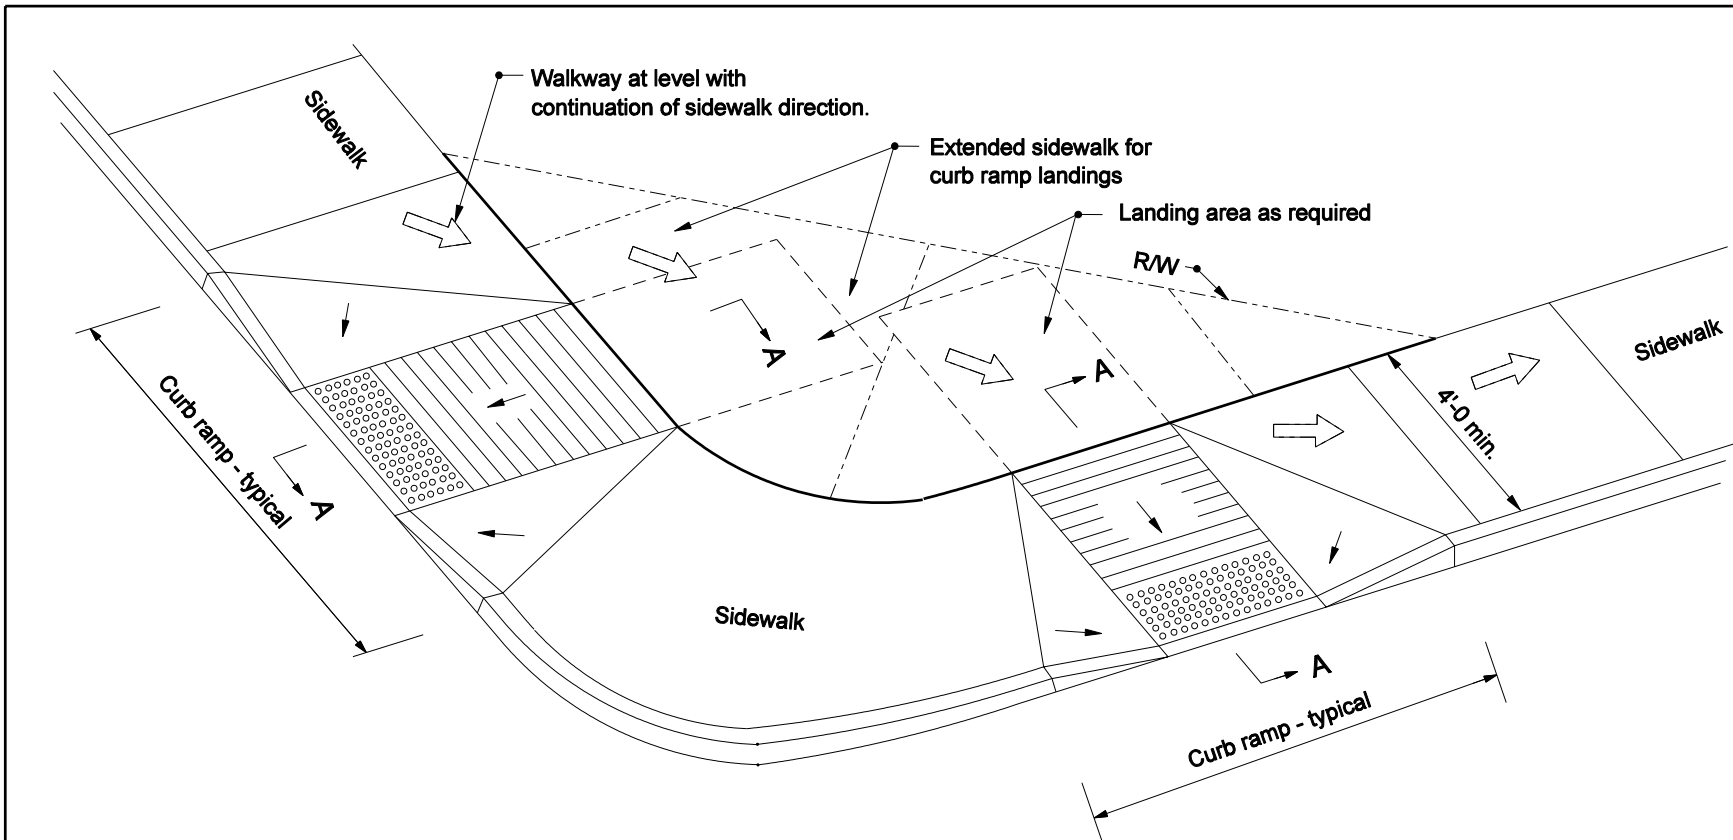 Sidewalk
Walkway at level with
continuation of sidewalk direction.
Extended sidewalk for
curb ramp landings
Landing area as required
R/W
Sidewalk
A
A
4'-0 min.
Curb ramp - typical
A
Sidewalk
A
Curb ramp - typical